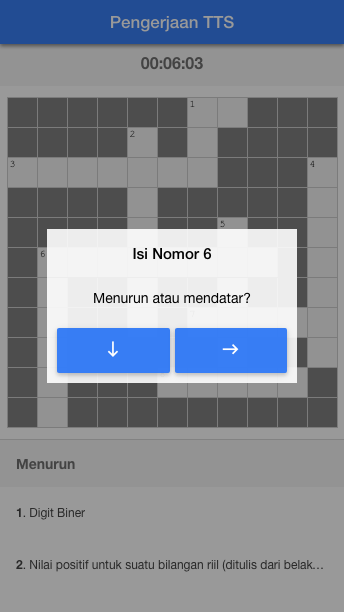 Pengerjaan TTS
00:06:03
1
2
3
4
5
6
Isi Nomor 6
Menurun atau mendatar?
Menurun
1. Digit Biner
2. Nilai positif untuk suatu bilangan riil (ditulis dari belak…